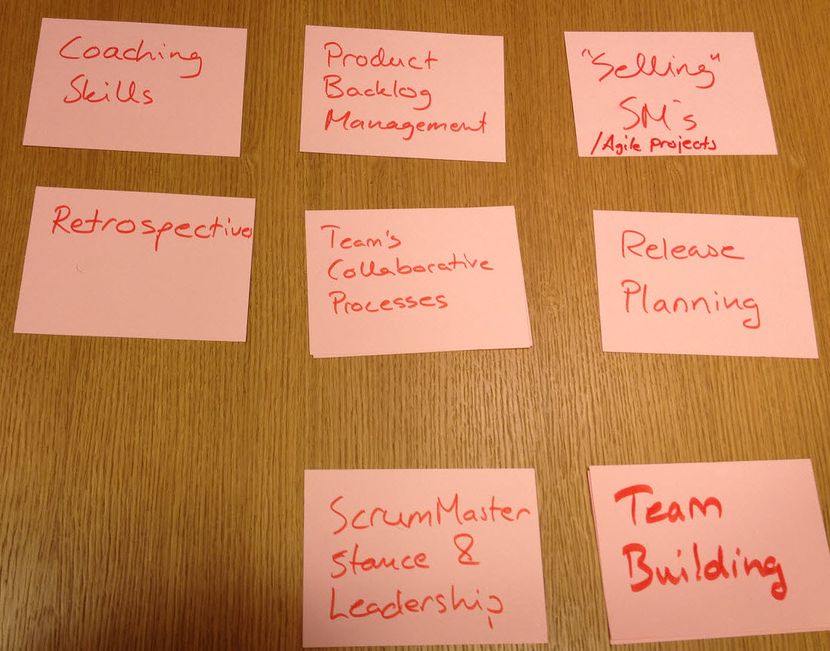 Coaching
Skills
Product
Backlog
Management
"Selling"
SM's
/Agile Projects
Retrospective
Team's
Collaborative
Processes
Release
Planning
ScrumMaster
Stance &
Leadership
Team
Building